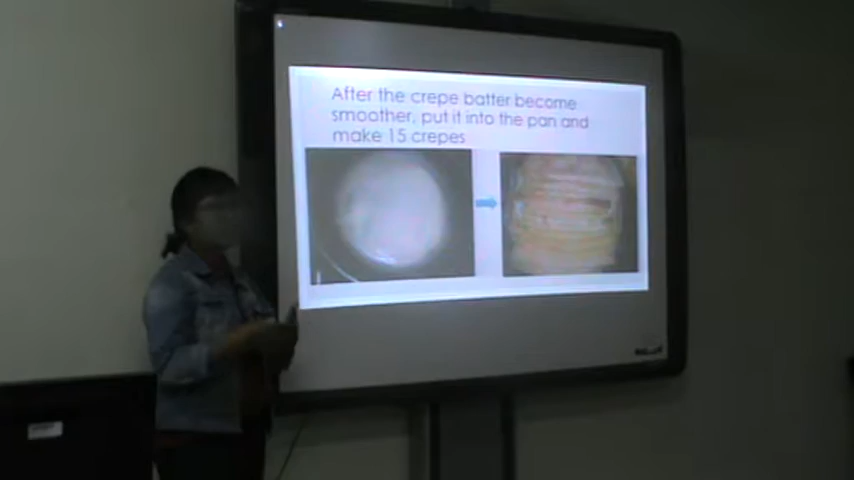 After the crepe batter become
smoother, put it into the pan and
make 15 crepes